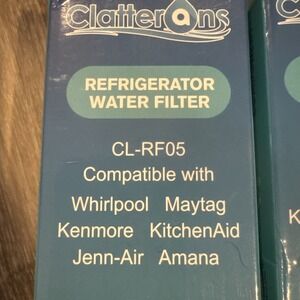 Clatterans
REFRIGERATOR
WATER FILTER
CL-RF05
Compatible with
Whirlpool Maytag
Kenmore KitchenAid
Jenn-Air Amana
K